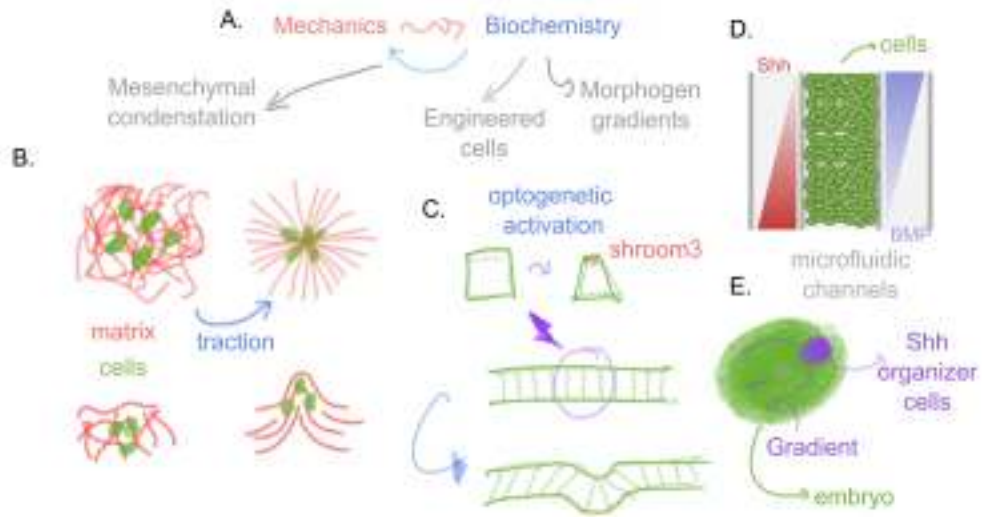 A.
Mechanics
Biochemistry
Mesenchymal
condenstation
Engineered
cells
Morphogen
gradients
B.
matrix
cells
traction
C.
optogenetic
activation
shroom3
D.
cells
Shh
BMP
microfluidic
channels
E.
Shh
organizer
cells
Gradient
embryo